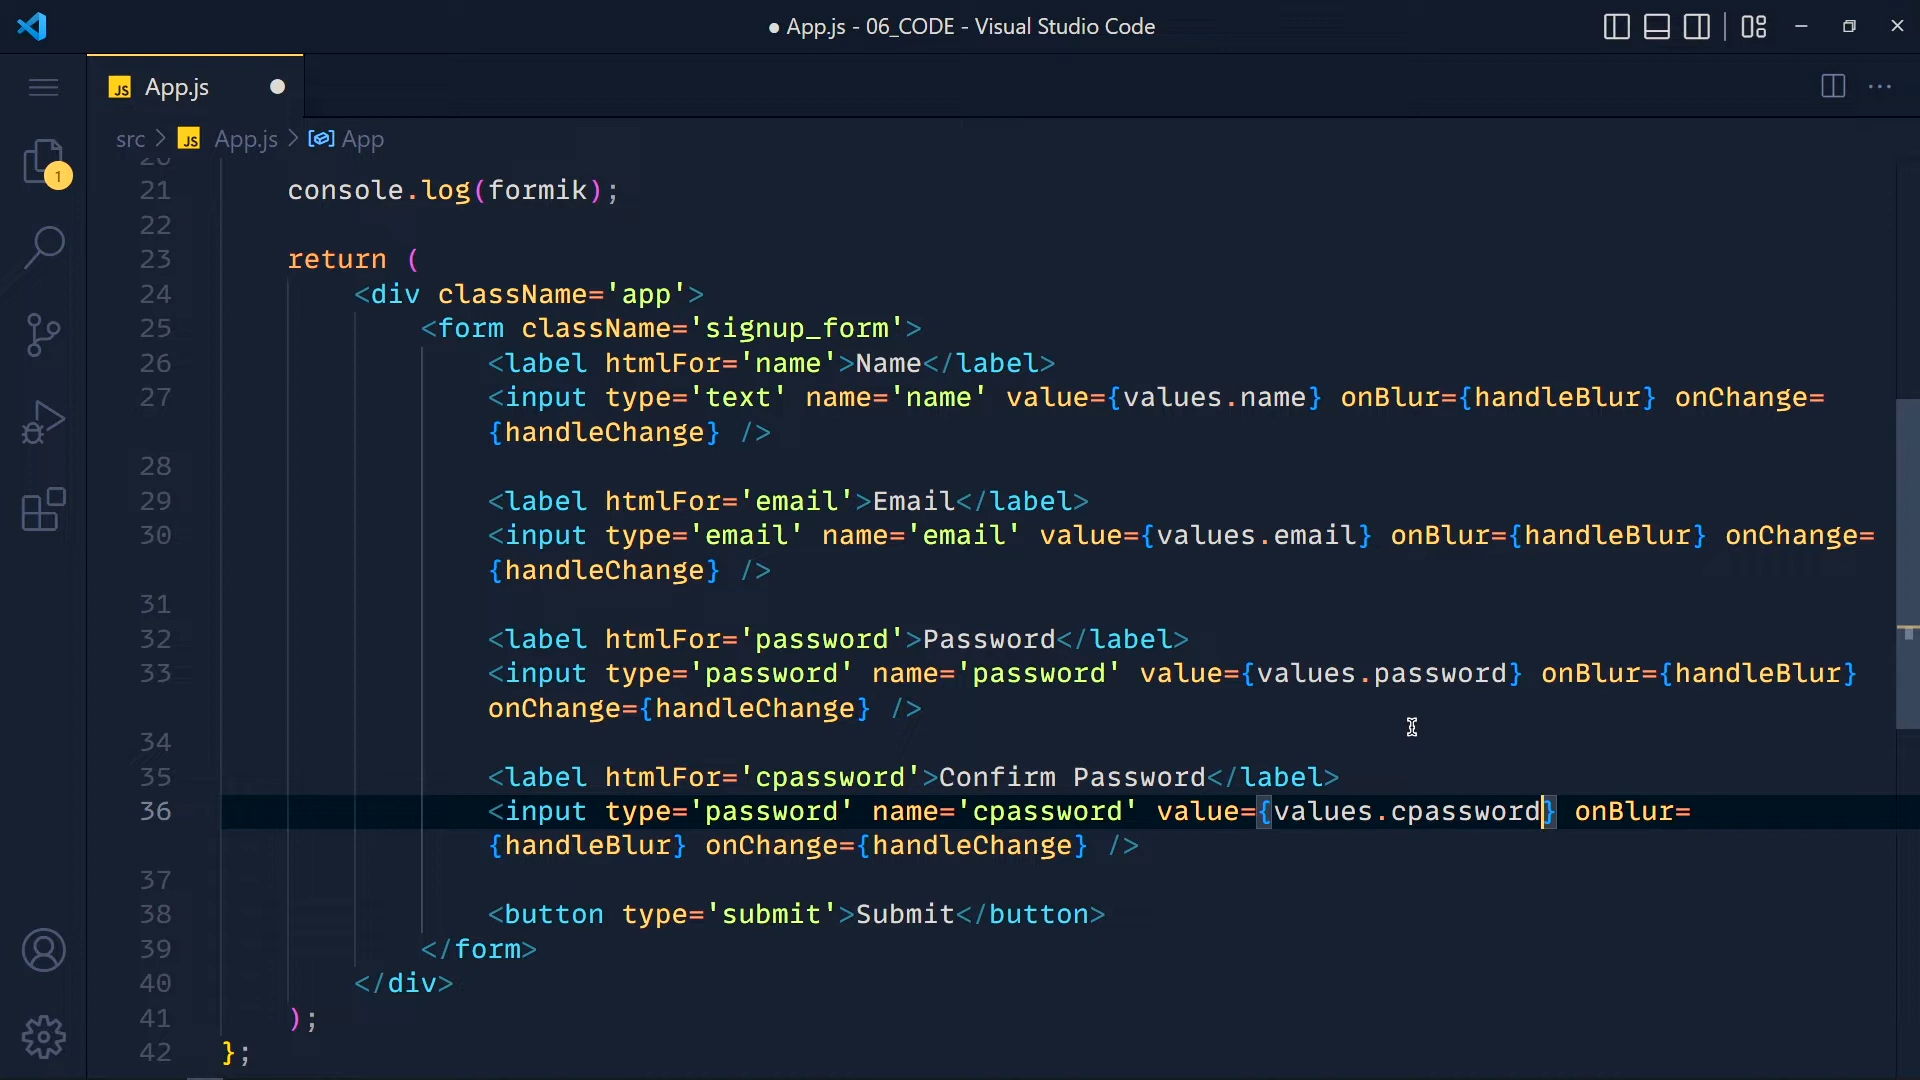 ● App.js - 06_CODE - Visual Studio Code
JS App.js
src > JS App.js > App
1
20
21 console.log(formik);
22
23 return (
24 <div className='app'>
25 <form className='signup_form'>
26 <label htmlFor='name'>Name</label>
27 <input type='text' name='name' value={values.name} onBlur={handleBlur} onChange=
{handleChange} />
28
29 <label htmlFor='email'>Email</label>
30 <input type='email' name='email' value={values.email} onBlur={handleBlur} onChange=
{handleChange} />
31
32 <label htmlFor='password'>Password</label>
33 <input type='password' name='password' value={values.password} onBlur={handleBlur}
onChange={handleChange} />
34
35 <label htmlFor='cpassword'>Confirm Password</label>
36 <input type='password' name='cpassword' value={values.cpassword} onBlur=
{handleBlur} onChange={handleChange} />
37
38 <button type='submit'>Submit</button>
39 </form>
40 </div>
41 );
42 };